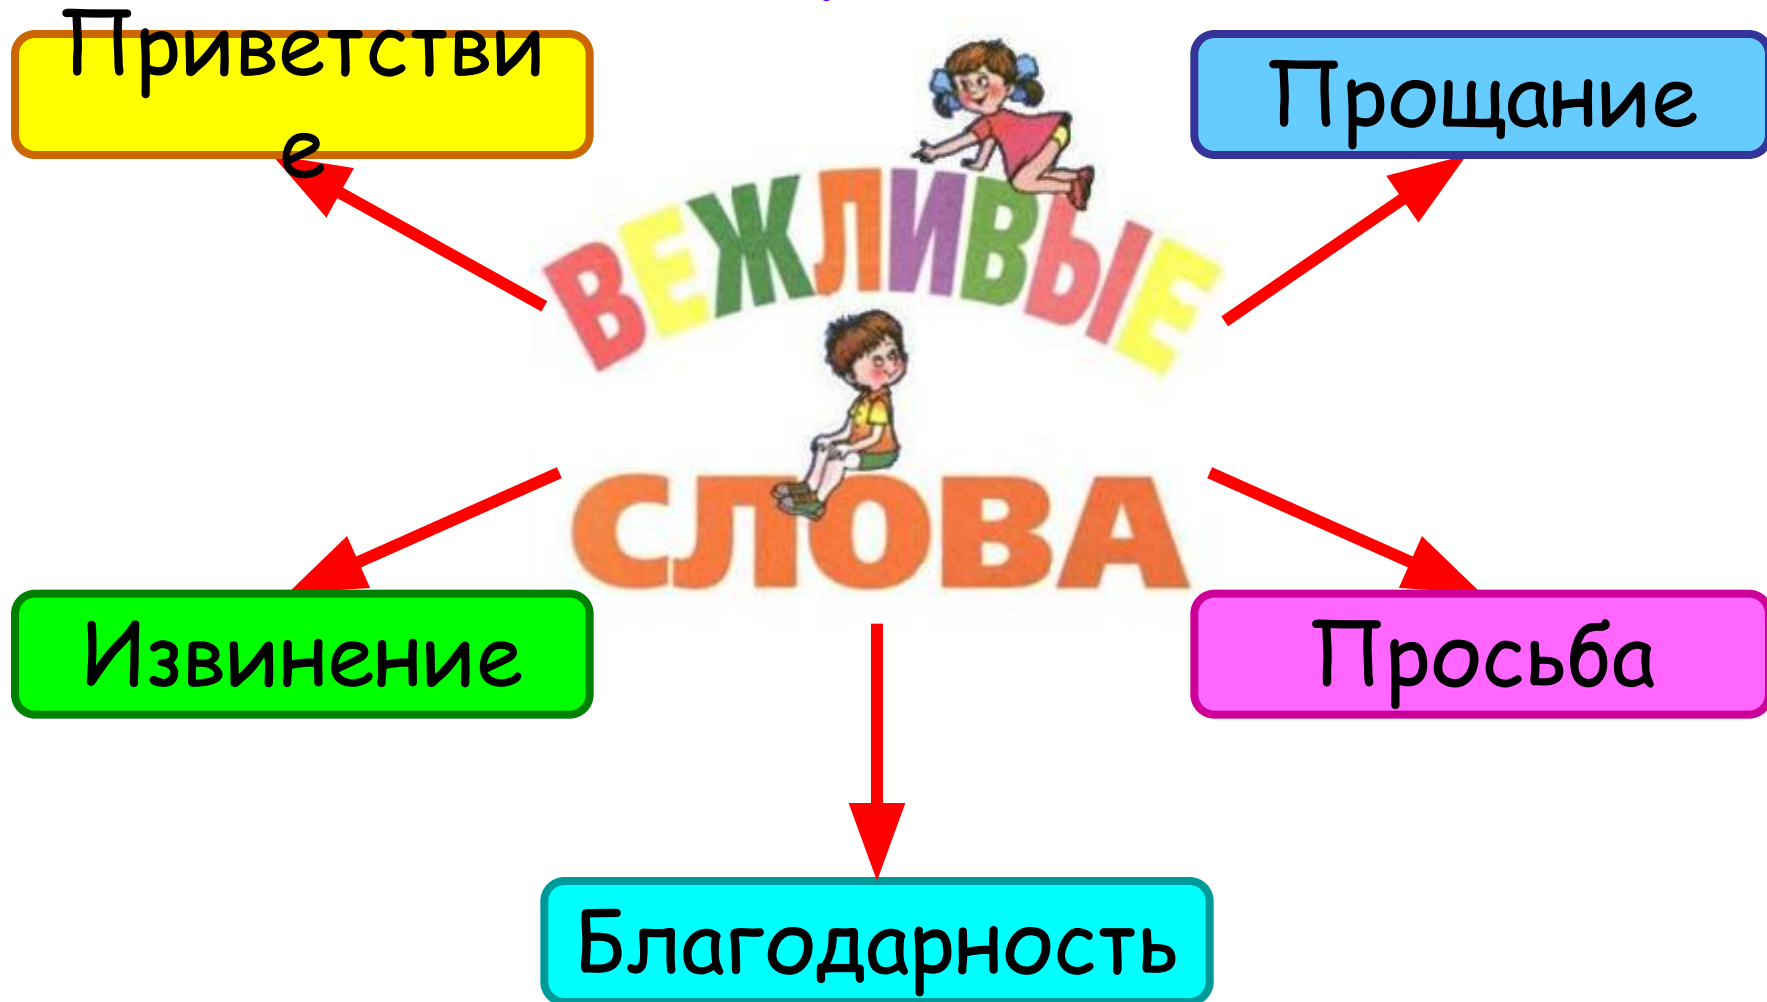 Приветстви
е
Прощание
ВЕЖЛИВЫЕ
СЛОВА
Извинение
Просьба
Благодарность